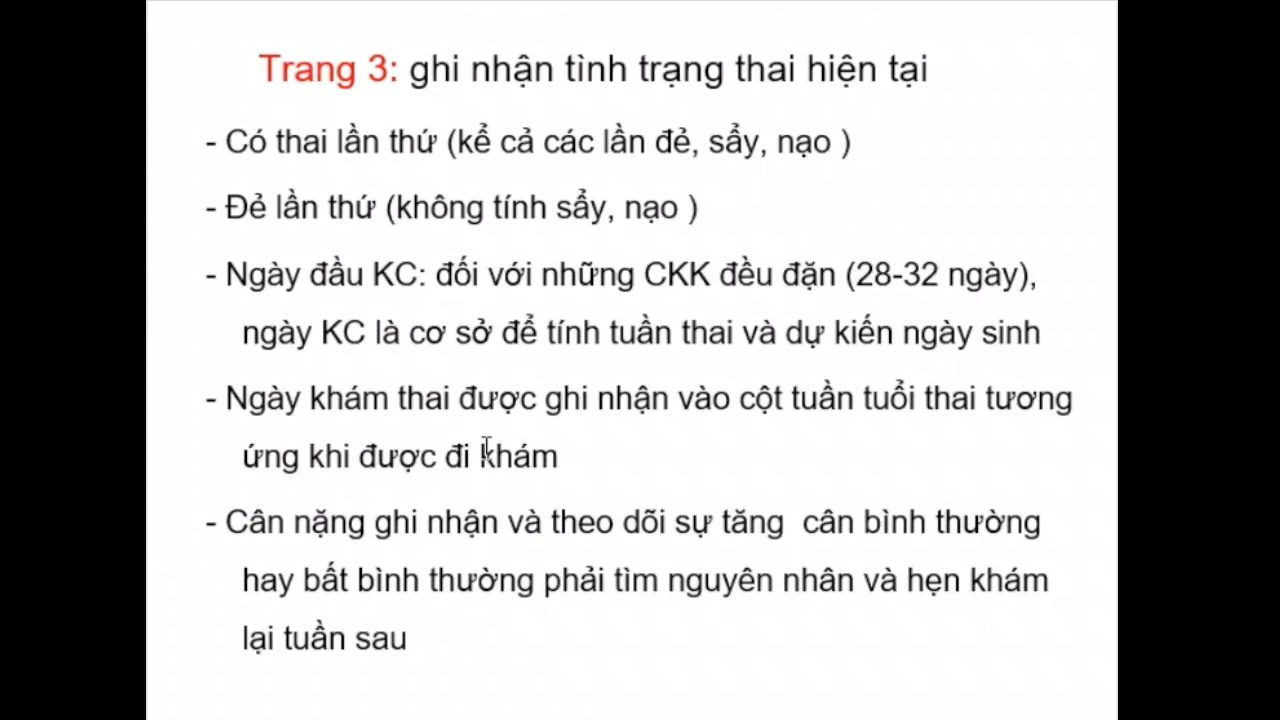 Trang 3: ghi nhận tình trạng thai hiện tại
- Có thai lần thứ (kể cả các lần đẻ, sẩy, nạo )
- Đẻ lần thứ (không tính sẩy, nạo )
- Ngày đầu KC: đối với những CKK đều đặn (28-32 ngày),
ngày KC là cơ sở để tính tuần thai và dự kiến ngày sinh
- Ngày khám thai được ghi nhận vào cột tuần tuổi thai tương
ứng khi được đi khám
- Cân nặng ghi nhận và theo dõi sự tăng  cân bình thường
hay bất bình thường phải tìm nguyên nhân và hẹn khám
lại tuần sau